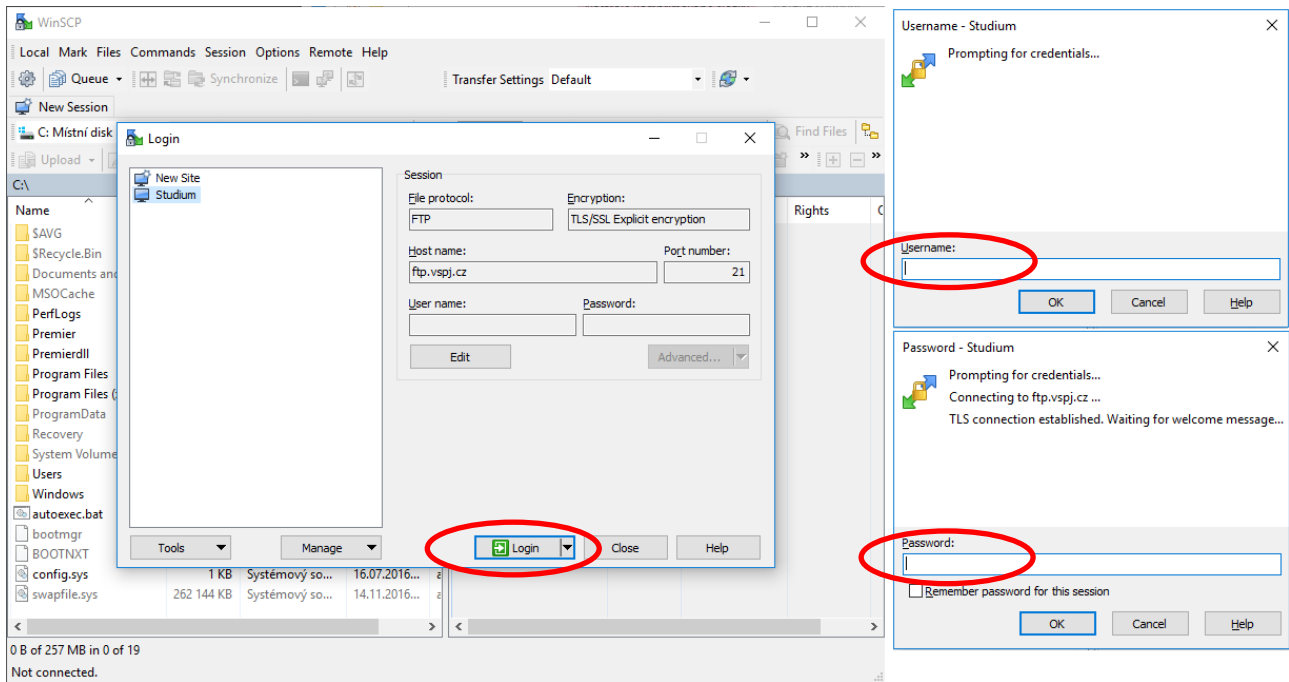 WinSCP
Local Mark Files Commands Session Options Remote Help
Queue Synchronize Transfer Settings Default
New Session
C: Místní disk Find Files
Upload
C:\
Name Rights
$AVG
$Recycle.Bin
Documents and
MSOCache
PerfLogs
Premier
Premierdll
Program Files
Program Files (
ProgramData
Recovery
System Volume
Users
Windows
autoexec.bat
bootmgr
BOOTNXT
config.sys 1 KB Systémový so... 16.07.2016...
swapfile.sys 262 144 KB Systémový so... 14.11.2016...
0 B of 257 MB in 0 of 19
Not connected.
Login
New Site
Studium
Session
File protocol: Encryption:
FTP TLS/SSL Explicit encryption
Host name: Port number:
ftp.vspj.cz 21
User name: Password:
Edit Advanced...
Tools Manage Login Close Help
Username - Studium
Prompting for credentials...
Username:
OK Cancel Help
Password - Studium
Prompting for credentials...
Connecting to ftp.vspj.cz ...
TLS connection established. Waiting for welcome message...
Password:
Remember password for this session
OK Cancel Help